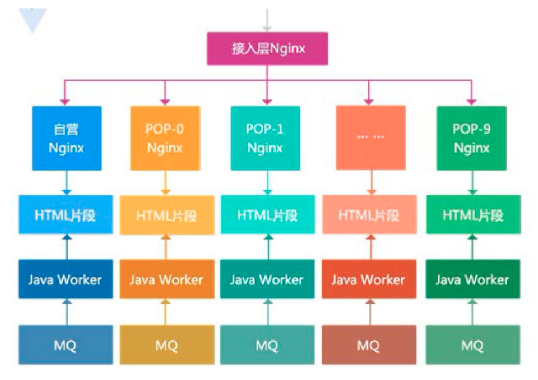 接入层Nginx
自营
Nginx
POP-0
Nginx
POP-1
Nginx
... ...
POP-9
Nginx
HTML片段
HTML片段
HTML片段
HTML片段
HTML片段
Java Worker
Java Worker
Java Worker
Java Worker
Java Worker
MQ
MQ
MQ
MQ
MQ